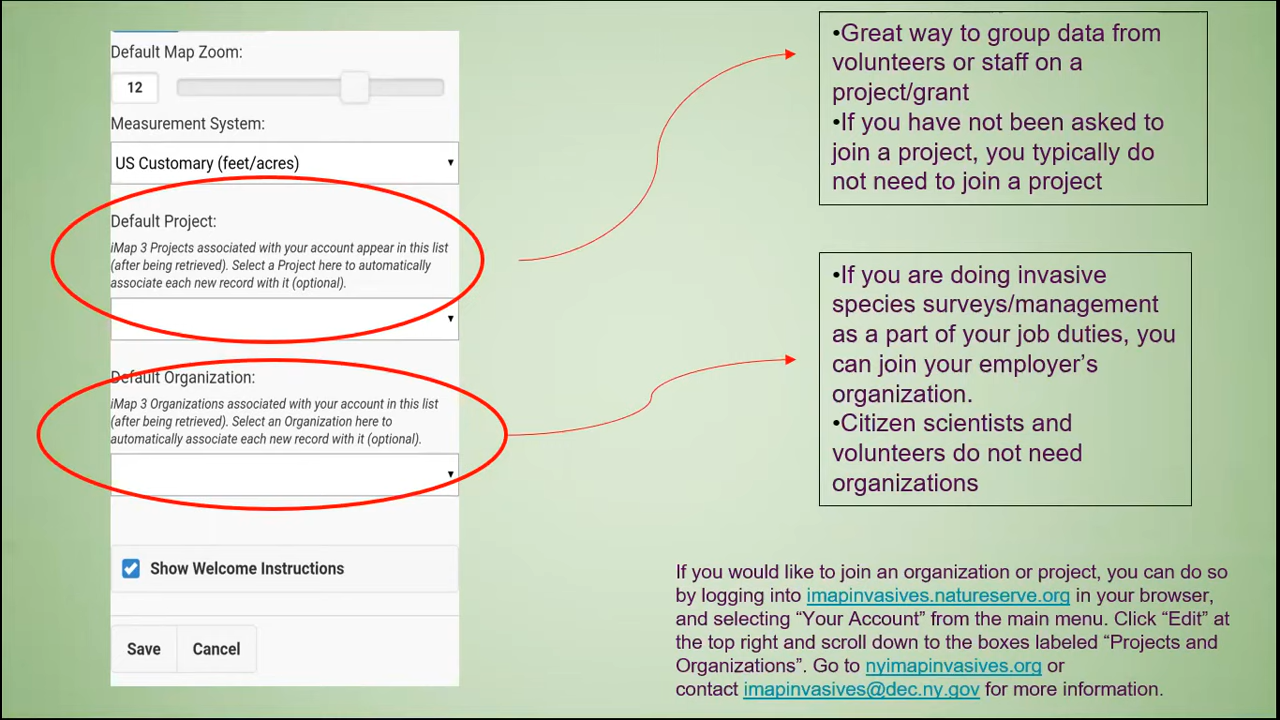 Default Map Zoom:
12
Measurement System:
US Customary (feet/acres)
Default Project:
iMap 3 Projects associated with your account appear in this list
(after being retrieved). Select a Project here to automatically
associate each new record with it (optional).
Default Organization:
iMap 3 Organizations associated with your account in this list
(after being retrieved). Select an Organization here to
automatically associate each new record with it (optional).
Show Welcome Instructions
Save Cancel
•Great way to group data from
volunteers or staff on a
project/grant
•If you have not been asked to
join a project, you typically do
not need to join a project
•If you are doing invasive
species surveys/management
as a part of your job duties, you
can join your employer’s
organization.
•Citizen scientists and
volunteers do not need
organizations
If you would like to join an organization or project, you can do so
by logging into imapinvasives.natureserve.org in your browser,
and selecting “Your Account” from the main menu. Click “Edit” at
the top right and scroll down to the boxes labeled “Projects and
Organizations”. Go to nyimapinvasives.org or
contact imapinvasives@dec.ny.gov for more information.